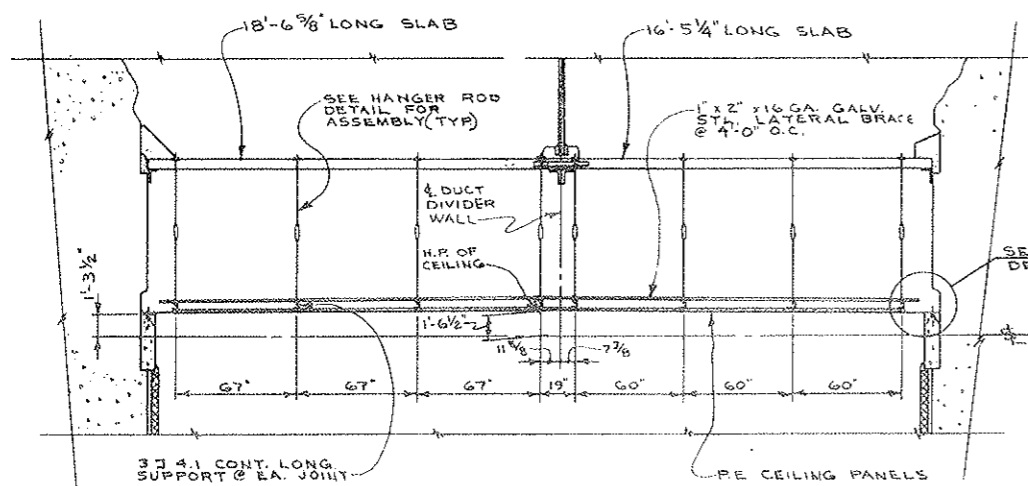 18'-6 5/8" LONG SLAB
16'-5 1/4" LONG SLAB
SEE HANGER ROD
DETAIL FOR
ASSEMBLY (TYP)
1" x 2" x 16 GA. GALV.
STL. LATERAL BRACE
@ 4'-0" O.C.
℄ DUCT
DIVIDER
WALL
H.P. OF
CEILING
1'-3 1/2"
1'-6 1/2"
7 7/8
67"
67"
67"
19"
60"
60"
60"
3 J 4.1 CONT. LONG.
SUPPORT @ EA. JOINT
P.E CEILING PANELS